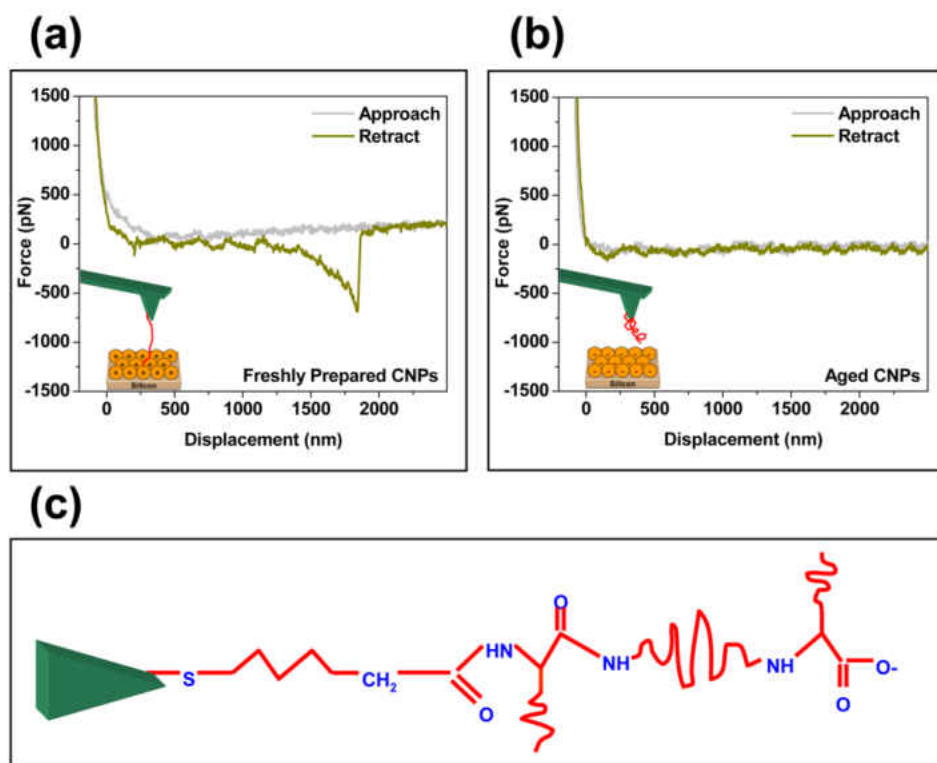 (a)
1500
1000
500
0
-500
-1000
-1500
Force (pN)
Approach
Retract
Silicon
Freshly Prepared CNPs
0 500 1000 1500 2000
Displacement (nm)
(b)
1500
1000
500
0
-500
-1000
-1500
Force (pN)
Approach
Retract
Silicon
Aged CNPs
0 500 1000 1500 2000
Displacement (nm)
(c)
S
CH2
O
HN
O
NH
NH
O-
O